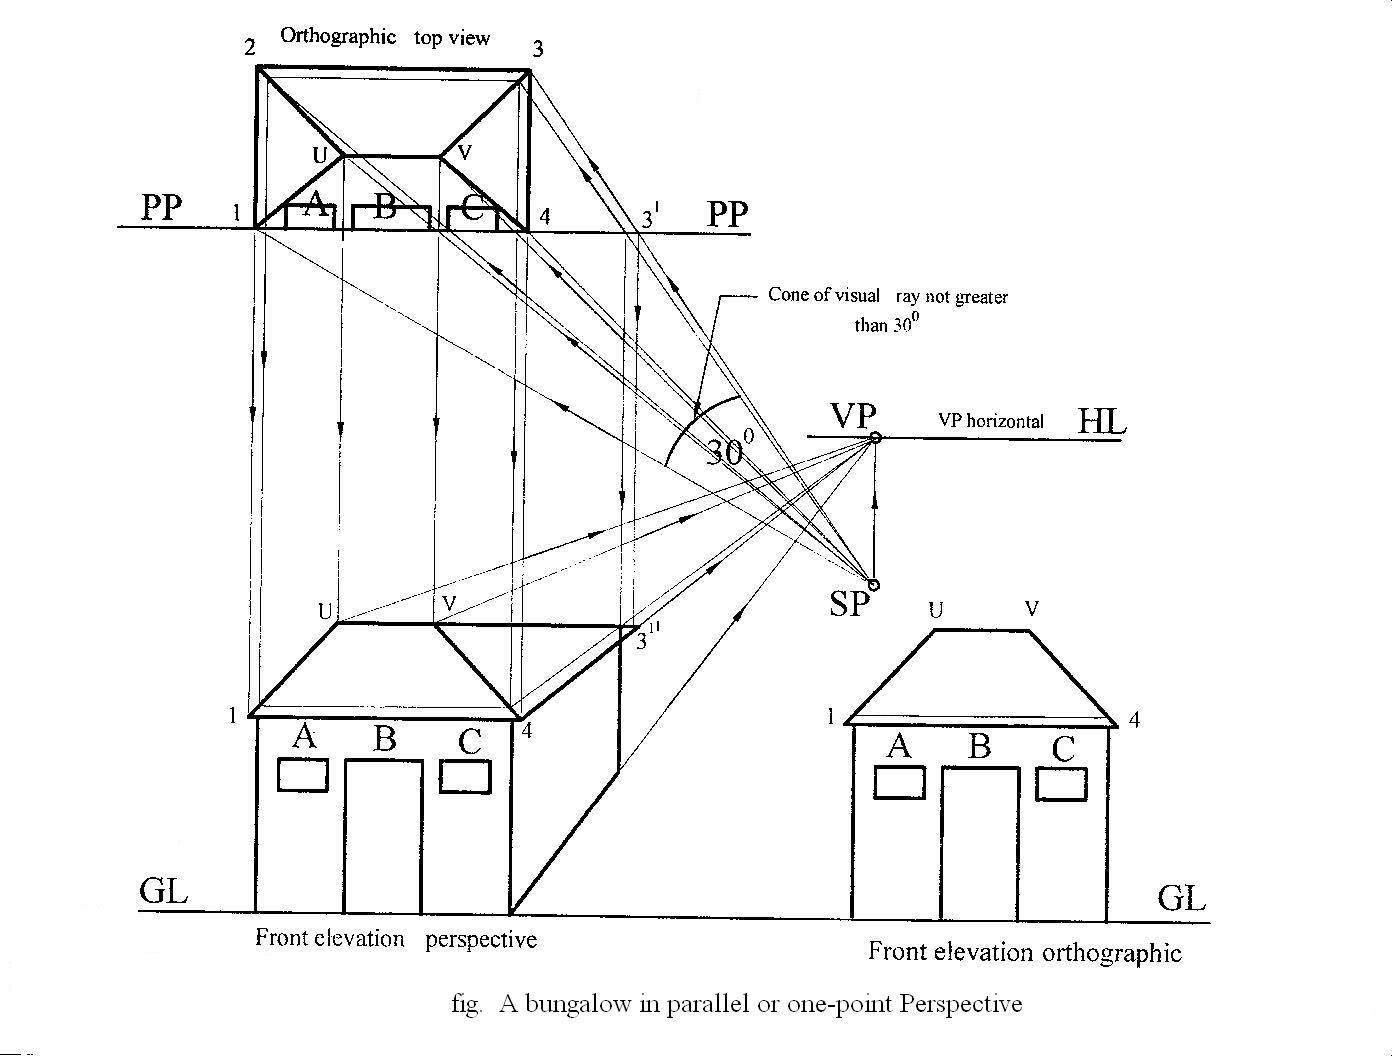 Orthographic top view
2
3
U
V
A
B
C
PP
1
4
3'
PP
Cone of visual ray not greater
than 30⁰
30⁰
VP
VP horizontal
HL
SP
U
V
3''
1
4
A
B
C
U
V
1
4
A
B
C
GL
GL
Front elevation perspective
Front elevation orthographic
fig. A bungalow in parallel or one-point Perspective